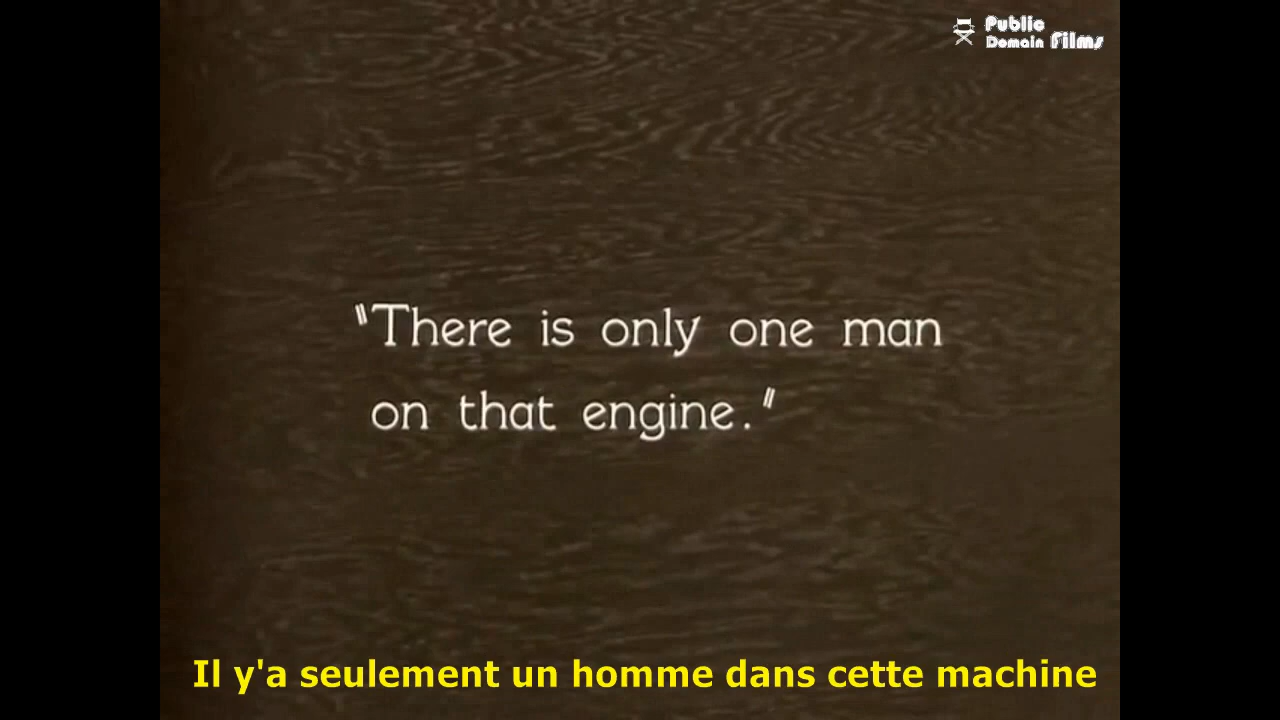 Public
Domain Films
"There is only one man
on that engine."
Il y'a seulement un homme dans cette machine